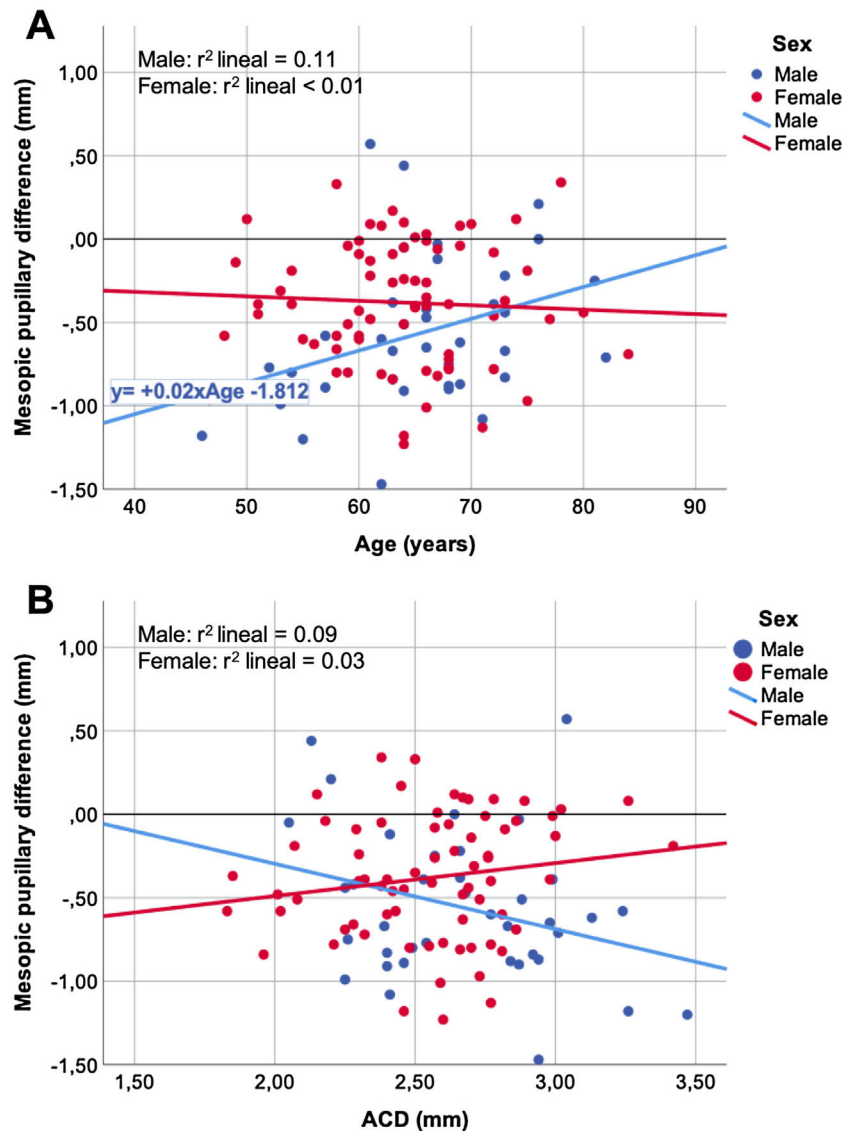 A
Male: r² lineal = 0.11
Female: r² lineal < 0.01
Sex
Male
Female
Male
Female
Mesopic pupillary difference (mm)
1,00
,50
,00
-,50
-1,00
-1,50
y= +0.02xAge -1.812
40 50 60 70 80 90
Age (years)
B
Male: r² lineal = 0.09
Female: r² lineal = 0.03
Sex
Male
Female
Male
Female
Mesopic pupillary difference (mm)
1,00
,50
,00
-,50
-1,00
-1,50
1,50 2,00 2,50 3,00 3,50
ACD (mm)